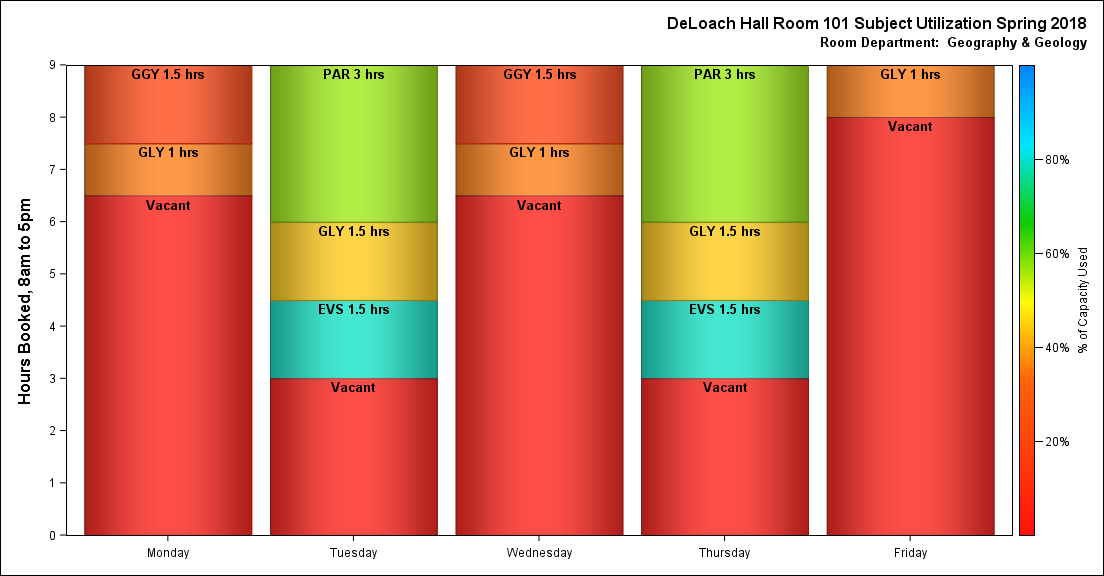 DeLoach Hall Room 101 Subject Utilization Spring 2018
Room Department:  Geography & Geology
Hours Booked, 8am to 5pm
9
8
7
6
5
4
3
2
1
0
GGY 1.5 hrs
GLY 1 hrs
Vacant
PAR 3 hrs
GLY 1.5 hrs
EVS 1.5 hrs
Vacant
GGY 1.5 hrs
GLY 1 hrs
Vacant
PAR 3 hrs
GLY 1.5 hrs
EVS 1.5 hrs
Vacant
GLY 1 hrs
Vacant
Monday
Tuesday
Wednesday
Thursday
Friday
80%
60%
40%
20%
% of Capacity Used